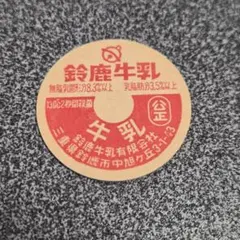 鈴鹿牛乳
無脂乳固形分8.3%以上 乳脂肪分3.5%以上
公正
牛乳
鈴鹿牛乳有限会社
三重県鈴鹿市中旭ケ丘3-1-23